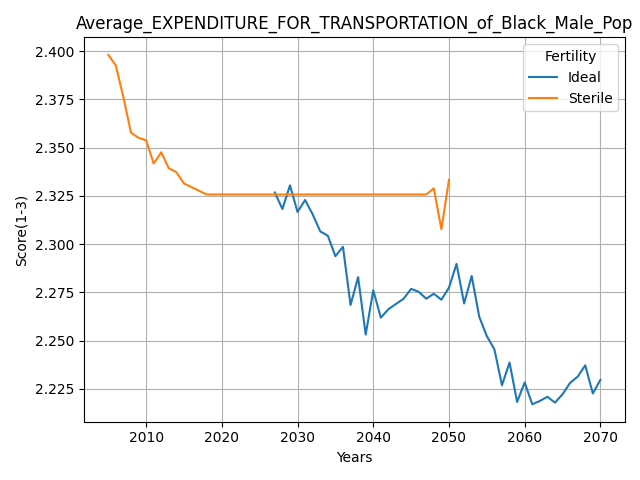 Average_EXPENDITURE_FOR_TRANSPORTATION_of_Black_Male_Pop
Fertility
Ideal
Sterile
2.400
2.375
2.350
2.325
2.300
2.275
2.250
2.225
Score(1-3)
2010 2020 2030 2040 2050 2060 2070
Years